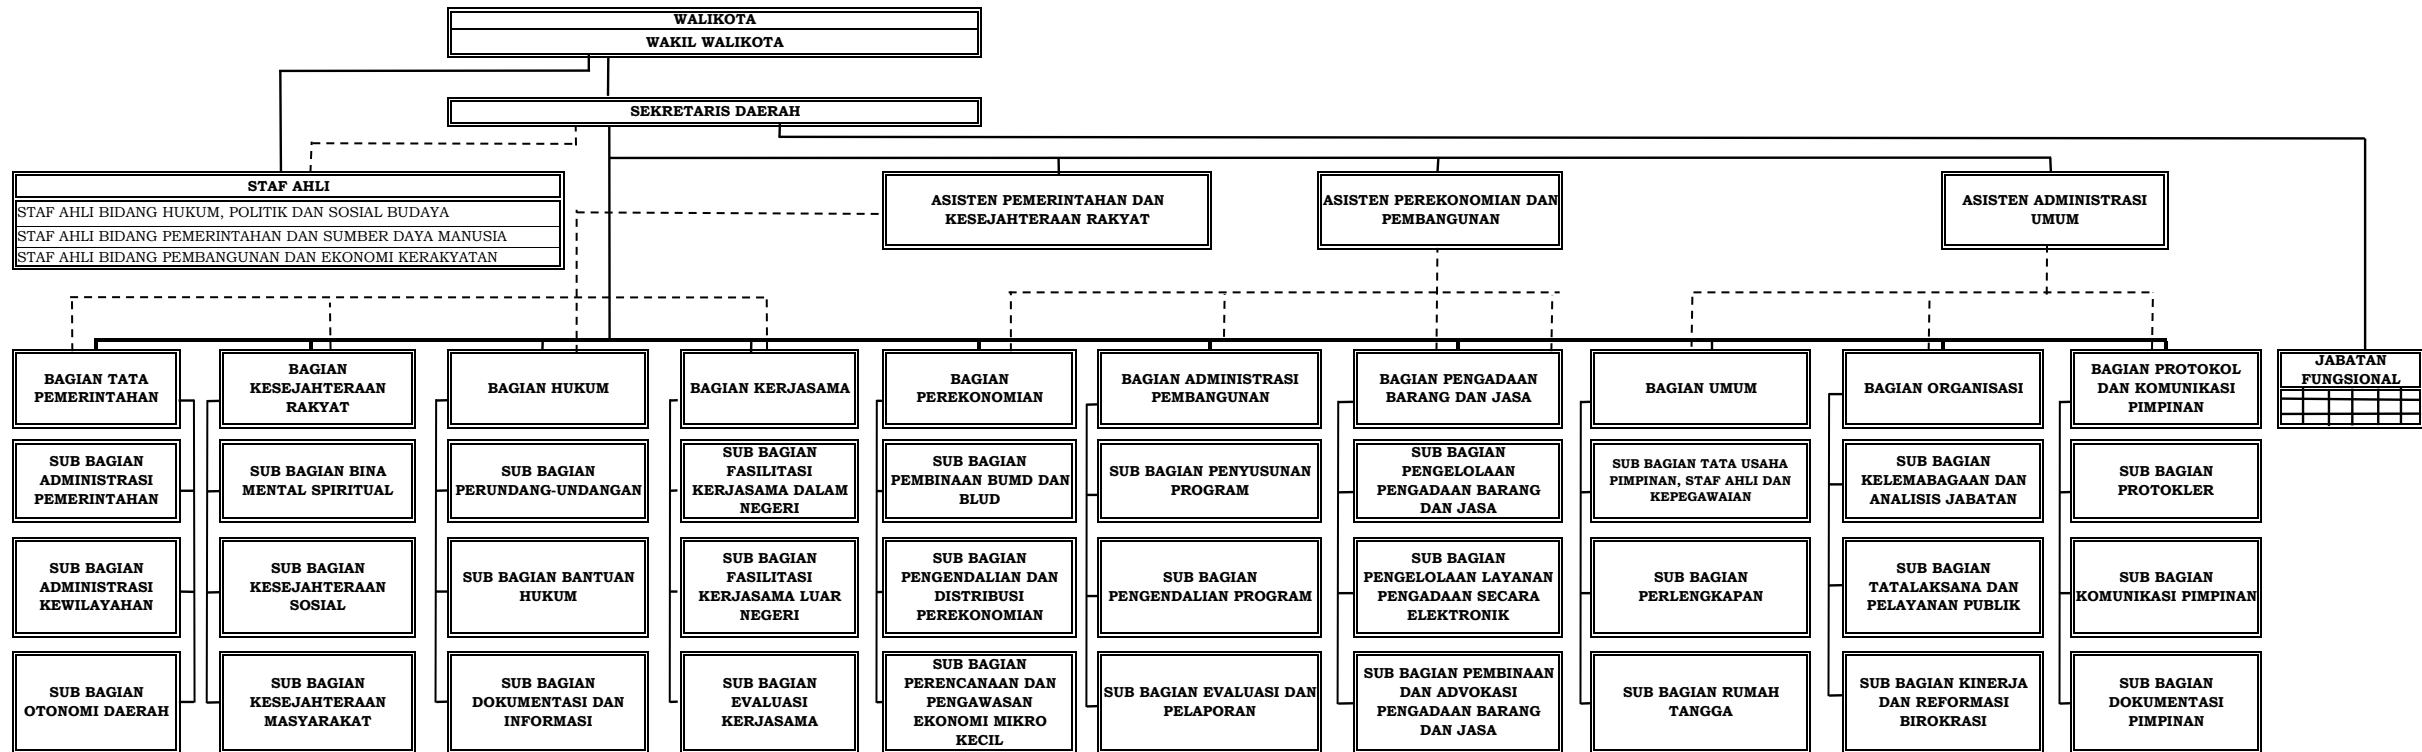 WALIKOTA
WAKIL WALIKOTA
SEKRETARIS DAERAH
STAF AHLI
STAF AHLI BIDANG HUKUM, POLITIK DAN SOSIAL BUDAYA
STAF AHLI BIDANG PEMERINTAHAN DAN SUMBER DAYA MANUSIA
STAF AHLI BIDANG PEMBANGUNAN DAN EKONOMI KERAKYATAN
ASISTEN PEMERINTAHAN DAN
KESEJAHTERAAN RAKYAT
ASISTEN PEREKONOMIAN DAN
PEMBANGUNAN
ASISTEN ADMINISTRASI
UMUM
BAGIAN TATA
PEMERINTAHAN
BAGIAN
KESEJAHTERAAN
RAKYAT
BAGIAN HUKUM
BAGIAN KERJASAMA
BAGIAN
PEREKONOMIAN
BAGIAN ADMINISTRASI
PEMBANGUNAN
BAGIAN PENGADAAN
BARANG DAN JASA
BAGIAN UMUM
BAGIAN ORGANISASI
BAGIAN PROTOKOL
DAN KOMUNIKASI
PIMPINAN
JABATAN
FUNGSIONAL
SUB BAGIAN
ADMINISTRASI
PEMERINTAHAN
SUB BAGIAN BINA
MENTAL SPIRITUAL
SUB BAGIAN
PERUNDANG-UNDANGAN
SUB BAGIAN
FASILITASI
KERJASAMA DALAM
NEGERI
SUB BAGIAN
PEMBINAAN BUMD DAN
BLUD
SUB BAGIAN PENYUSUNAN
PROGRAM
SUB BAGIAN
PENGELOLAAN
PENGADAAN BARANG
DAN JASA
SUB BAGIAN TATA USAHA
PIMPINAN, STAF AHLI DAN
KEPEGAWAIAN
SUB BAGIAN
KELEMABAGAAN DAN
ANALISIS JABATAN
SUB BAGIAN
PROTOKLER
SUB BAGIAN
ADMINISTRASI
KEWILAYAHAN
SUB BAGIAN
KESEJAHTERAAN
SOSIAL
SUB BAGIAN BANTUAN
HUKUM
SUB BAGIAN
FASILITASI
KERJASAMA LUAR
NEGERI
SUB BAGIAN
PENGENDALIAN DAN
DISTRIBUSI
PEREKONOMIAN
SUB BAGIAN
PENGENDALIAN PROGRAM
SUB BAGIAN
PENGELOLAAN LAYANAN
PENGADAAN SECARA
ELEKTRONIK
SUB BAGIAN
PERLENGKAPAN
SUB BAGIAN
TATALAKSANA DAN
PELAYANAN PUBLIK
SUB BAGIAN
KOMUNIKASI PIMPINAN
SUB BAGIAN
OTONOMI DAERAH
SUB BAGIAN
KESEJAHTERAAN
MASYARAKAT
SUB BAGIAN
DOKUMENTASI DAN
INFORMASI
SUB BAGIAN
EVALUASI
KERJASAMA
SUB BAGIAN
PERENCANAAN DAN
PENGAWASAN
EKONOMI MIKRO
KECIL
SUB BAGIAN EVALUASI DAN
PELAPORAN
SUB BAGIAN PEMBINAAN
DAN ADVOKASI
PENGADAAN BARANG
DAN JASA
SUB BAGIAN RUMAH
TANGGA
SUB BAGIAN KINERJA
DAN REFORMASI
BIROKRASI
SUB BAGIAN
DOKUMENTASI
PIMPINAN